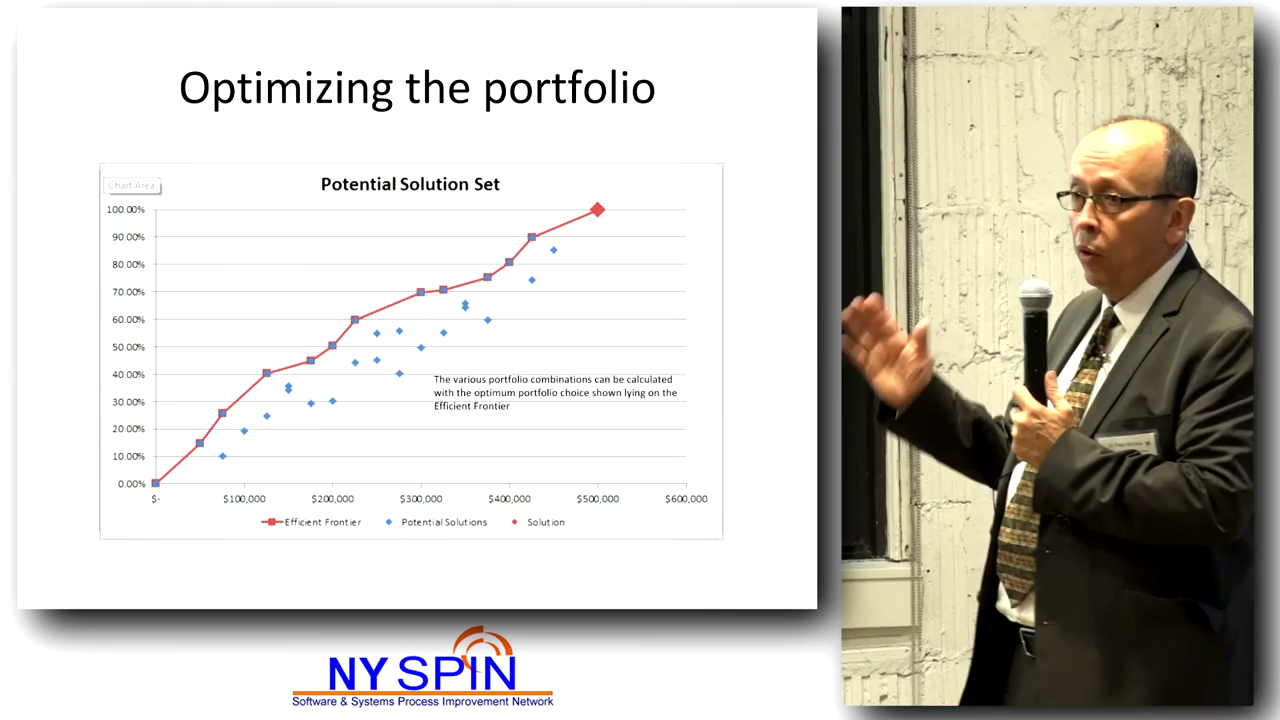 Optimizing the portfolio
Chart Area
Potential Solution Set
100.00%
90.00%
80.00%
70.00%
60.00%
50.00%
40.00%
30.00%
20.00%
10.00%
0.00%
The various portfolio combinations can be calculated
with the optimum portfolio choice shown lying on the
Efficient Frontier
$- $100,000 $200,000 $300,000 $400,000 $500,000 $600,000
Efficient Frontier Potential Solutions Solution
NY SPIN
Software & Systems Process Improvement Network